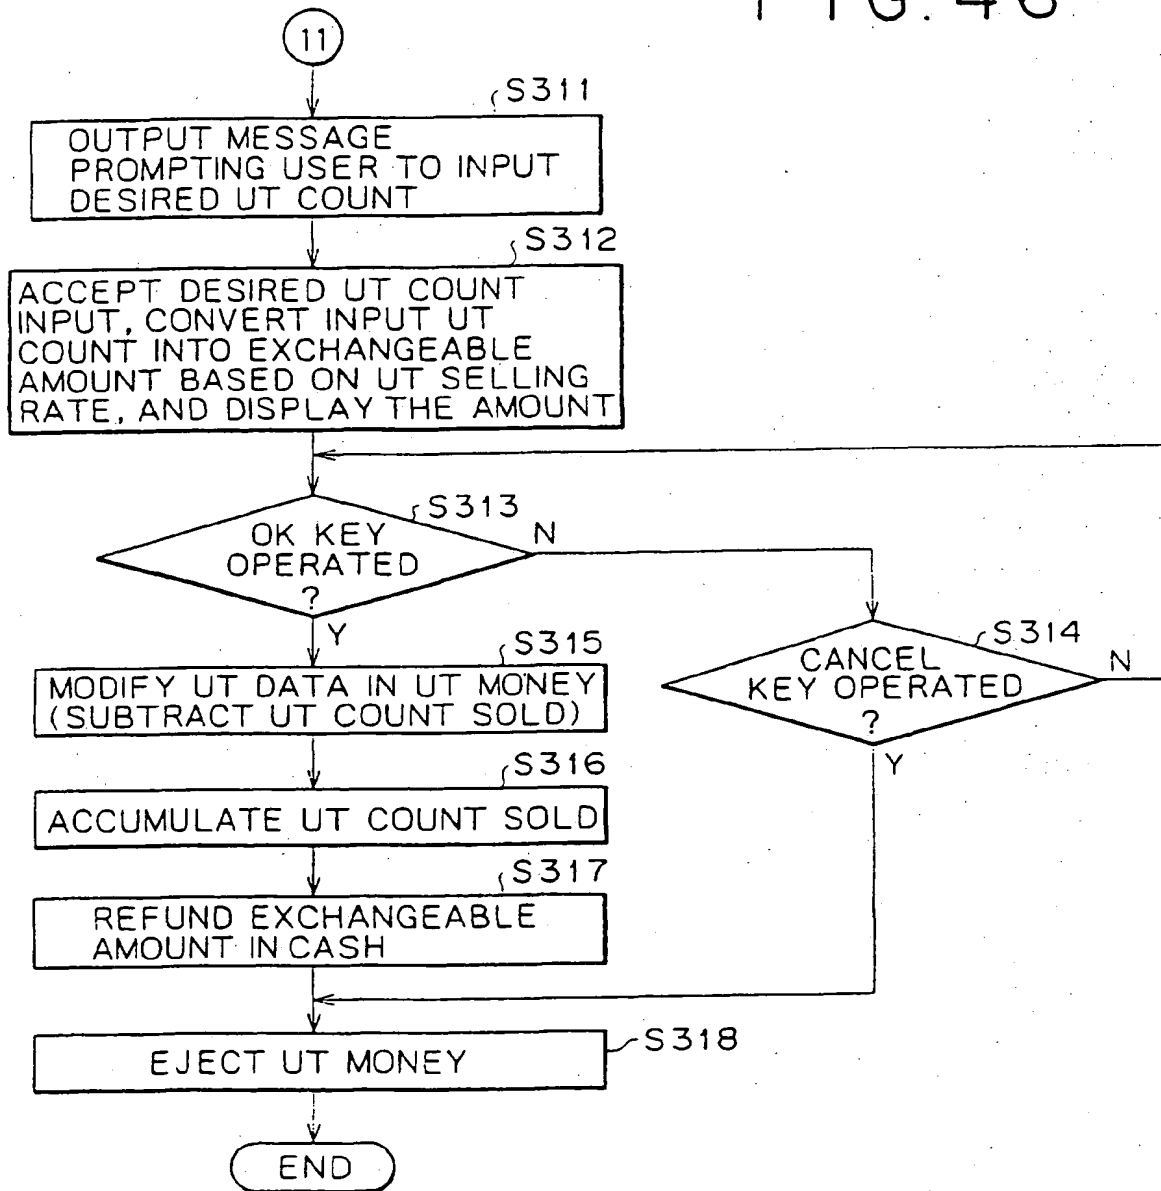 FIG. 46
11
S311
OUTPUT MESSAGE
PROMPTING USER TO INPUT
DESIRED UT COUNT
S312
ACCEPT DESIRED UT COUNT
INPUT, CONVERT INPUT UT
COUNT INTO EXCHANGEABLE
AMOUNT BASED ON UT SELLING
RATE, AND DISPLAY THE AMOUNT
S313
OK KEY
OPERATED
?
N
Y
S314
CANCEL
KEY OPERATED
?
N
Y
S315
MODIFY UT DATA IN UT MONEY
(SUBTRACT UT COUNT SOLD)
S316
ACCUMULATE UT COUNT SOLD
S317
REFUND EXCHANGEABLE
AMOUNT IN CASH
S318
EJECT UT MONEY
END